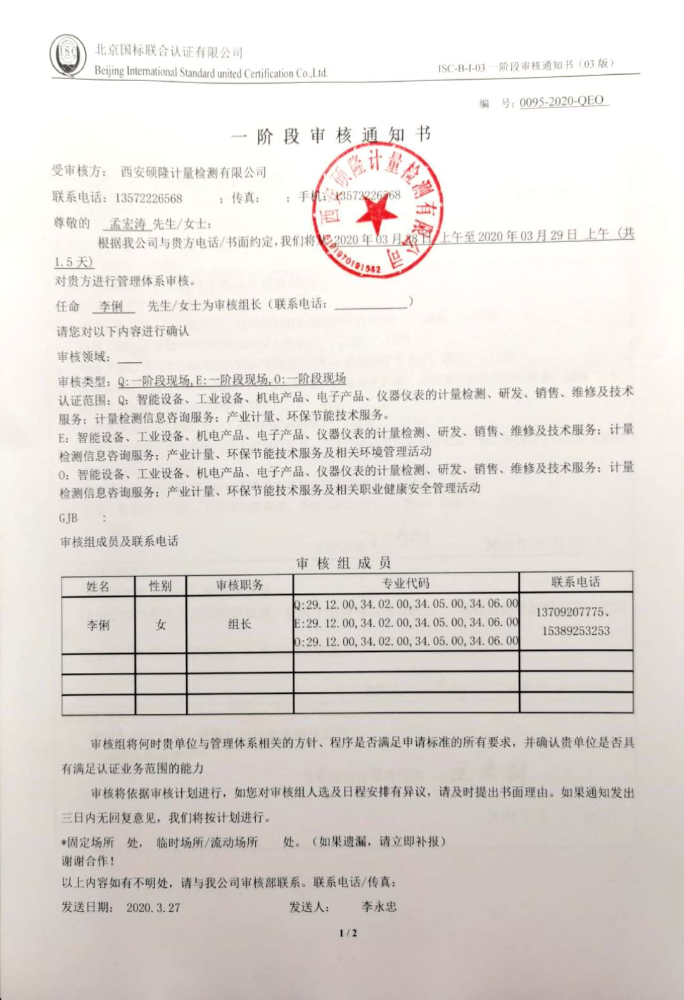 ISC
北京国标联合认证有限公司
Beijing International Standard united Certification Co.,Ltd.
ISC-B-I-03 一阶段审核通知书（03 版）
编 号: 0095-2020-QEO
一阶段审核通知书
受审核方： 西安硕隆计量检测有限公司
联系电话：13572226568 ；传真： ；手机：13572226568
尊敬的 孟宏涛 先生/女士：
根据我公司与贵方电话/书面约定,我们将从 2020 年 03 月 28 日 上午至 2020 年 03 月 29 日 上午 (共
1.5 天)
对贵方进行管理体系审核。
任命 李俐 先生/女士为审核组长（联系电话：____________）
请您对以下内容进行确认
审核领域：____
审核类型：Q:一阶段现场,E:一阶段现场,O:一阶段现场
认证范围：Q：智能设备、工业设备、机电产品、电子产品、仪器仪表的计量检测、研发、销售、维修及技术
服务；计量检测信息咨询服务；产业计量、环保节能技术服务。
E：智能设备、工业设备、机电产品、电子产品、仪器仪表的计量检测、研发、销售、维修及技术服务；计量
检测信息咨询服务；产业计量、环保节能技术服务及相关环境管理活动
O：智能设备、工业设备、机电产品、电子产品、仪器仪表的计量检测、研发、销售、维修及技术服务；计量
检测信息咨询服务；产业计量、环保节能技术服务及相关职业健康安全管理活动
GJB ：
审核组成员及联系电话
审核组成员
姓名 性别 审核职务 专业代码 联系电话
李俐 女 组长 Q:29.12.00,34.02.00,34.05.00,34.06.00 13709207775、
E:29.12.00,34.02.00,34.05.00,34.06.00 15389253253
O:29.12.00,34.02.00,34.05.00,34.06.00
审核组将何时贵单位与管理体系相关的方针、程序是否满足申请标准的所有要求，并确认贵单位是否具
有满足认证业务范围的能力
审核将依据审核计划进行，如您对审核组人选及日程安排有异议，请及时提出书面理由。如果通知发出
三日内无回复意见，我们将按计划进行。
*固定场所 处， 临时场所/流动场所 处。（如果遗漏，请立即补报）
谢谢合作！
以上内容如有不明处，请与我公司审核部联系。联系电话/传真：
发送日期： 2020.3.27 发送人： 李永忠
1 / 2
西安硕隆计量检测有限公司
6101970191562